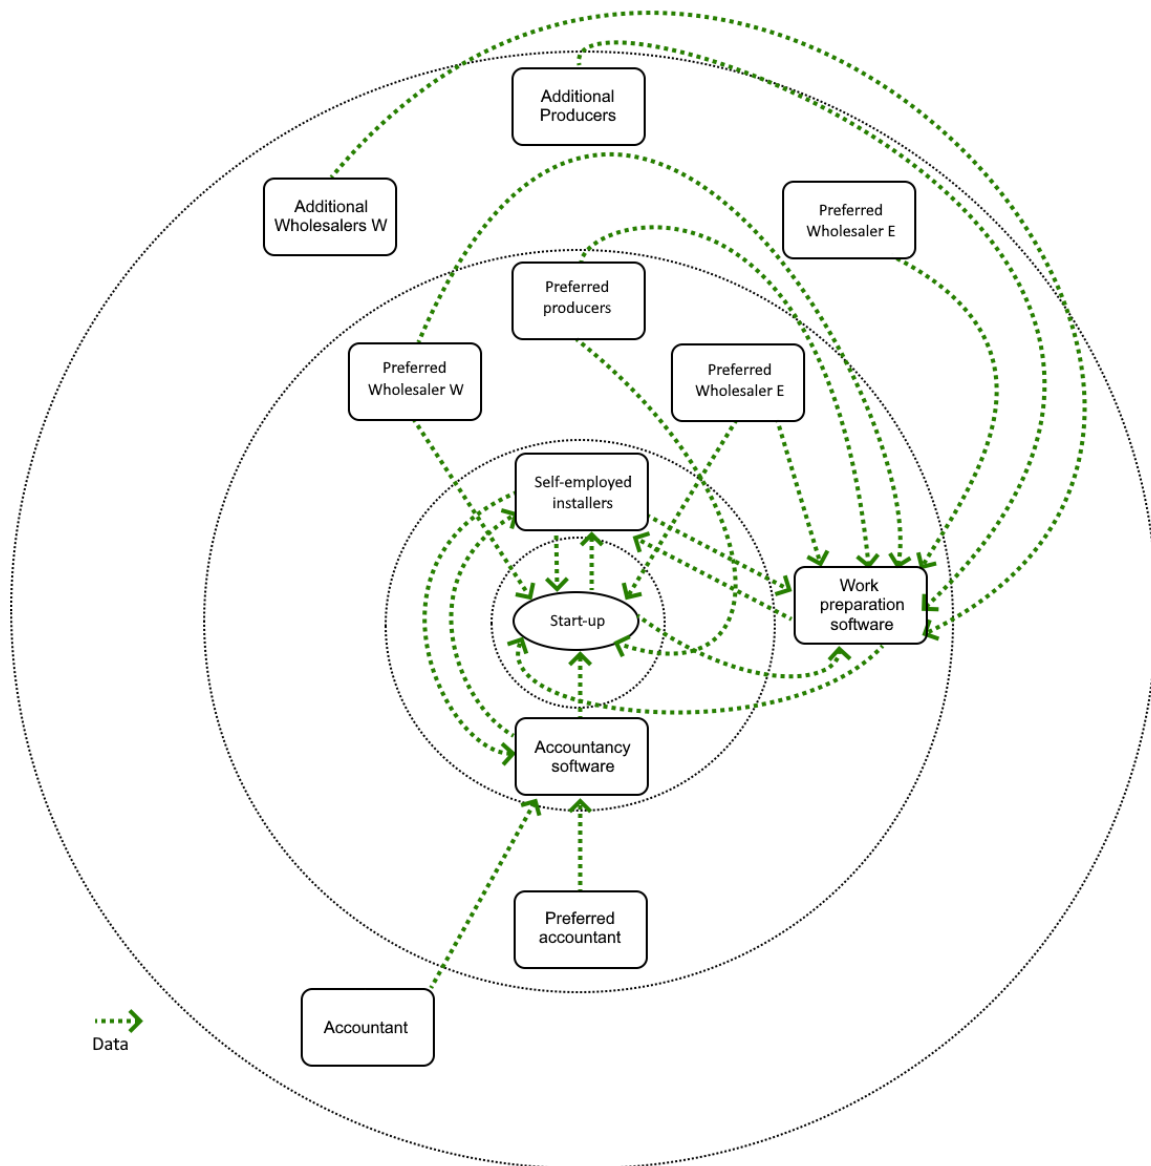 Additional
Producers
Additional
Wholesalers W
Preferred
Wholesaler E
Preferred
producers
Preferred
Wholesaler W
Preferred
Wholesaler E
Self-employed
installers
Work
preparation
software
Start-up
Accountancy
software
Preferred
accountant
Accountant
Data